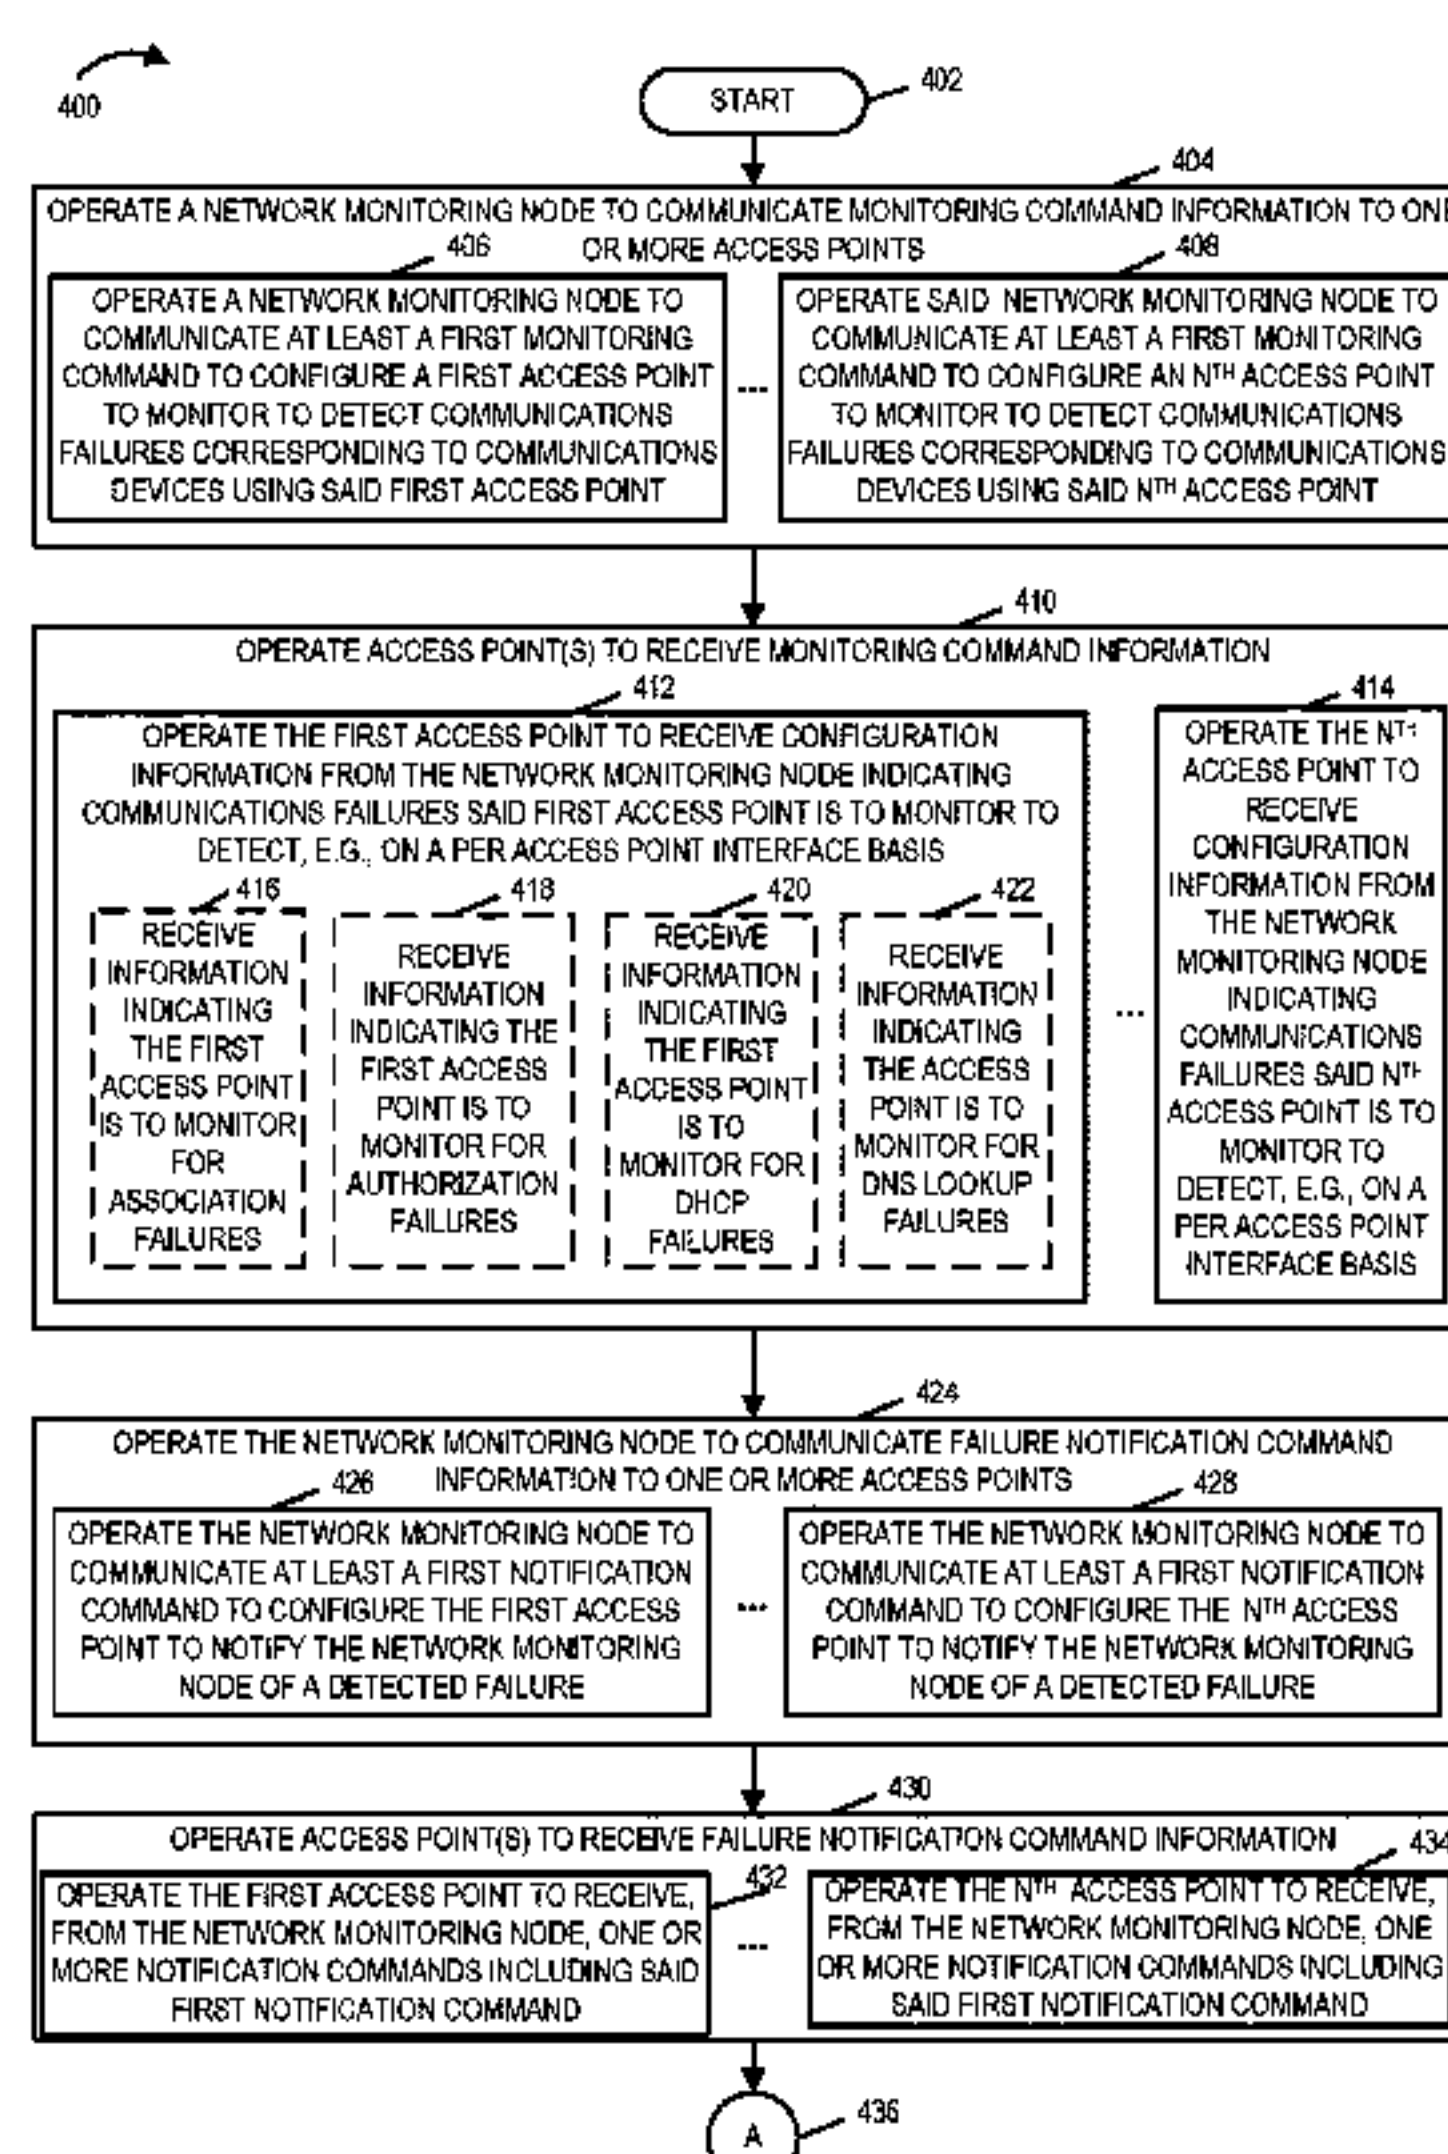 400
START
402
404
OPERATE A NETWORK MONITORING NODE TO COMMUNICATE MONITORING COMMAND INFORMATION TO ONE
OR MORE ACCESS POINTS
406
408
OPERATE A NETWORK MONITORING NODE TO
COMMUNICATE AT LEAST A FIRST MONITORING
COMMAND TO CONFIGURE A FIRST ACCESS POINT
TO MONITOR TO DETECT COMMUNICATIONS
FAILURES CORRESPONDING TO COMMUNICATIONS
DEVICES USING SAID FIRST ACCESS POINT
...
OPERATE SAID NETWORK MONITORING NODE TO
COMMUNICATE AT LEAST A FIRST MONITORING
COMMAND TO CONFIGURE AN NTH ACCESS POINT
TO MONITOR TO DETECT COMMUNICATIONS
FAILURES CORRESPONDING TO COMMUNICATIONS
DEVICES USING SAID NTH ACCESS POINT
410
OPERATE ACCESS POINT(S) TO RECEIVE MONITORING COMMAND INFORMATION
412
OPERATE THE FIRST ACCESS POINT TO RECEIVE CONFIGURATION
INFORMATION FROM THE NETWORK MONITORING NODE INDICATING
COMMUNICATIONS FAILURES SAID FIRST ACCESS POINT IS TO MONITOR TO
DETECT, E.G., ON A PER ACCESS POINT INTERFACE BASIS
416
RECEIVE
INFORMATION
INDICATING
THE FIRST
ACCESS POINT
IS TO MONITOR
FOR
ASSOCIATION
FAILURES
418
RECEIVE
INFORMATION
INDICATING THE
FIRST ACCESS
POINT IS TO
MONITOR FOR
AUTHORIZATION
FAILURES
420
RECEIVE
INFORMATION
INDICATING
THE FIRST
ACCESS POINT
IS TO
MONITOR FOR
DHCP
FAILURES
422
RECEIVE
INFORMATION
INDICATING
THE ACCESS
POINT IS TO
MONITOR FOR
DNS LOOKUP
FAILURES
...
414
OPERATE THE NTH
ACCESS POINT TO
RECEIVE
CONFIGURATION
INFORMATION FROM
THE NETWORK
MONITORING NODE
INDICATING
COMMUNICATIONS
FAILURES SAID NTH
ACCESS POINT IS TO
MONITOR TO
DETECT, E.G., ON A
PER ACCESS POINT
INTERFACE BASIS
424
OPERATE THE NETWORK MONITORING NODE TO COMMUNICATE FAILURE NOTIFICATION COMMAND
INFORMATION TO ONE OR MORE ACCESS POINTS
426
428
OPERATE THE NETWORK MONITORING NODE TO
COMMUNICATE AT LEAST A FIRST NOTIFICATION
COMMAND TO CONFIGURE THE FIRST ACCESS
POINT TO NOTIFY THE NETWORK MONITORING
NODE OF A DETECTED FAILURE
...
OPERATE THE NETWORK MONITORING NODE TO
COMMUNICATE AT LEAST A FIRST NOTIFICATION
COMMAND TO CONFIGURE THE NTH ACCESS
POINT TO NOTIFY THE NETWORK MONITORING
NODE OF A DETECTED FAILURE
430
OPERATE ACCESS POINT(S) TO RECEIVE FAILURE NOTIFICATION COMMAND INFORMATION
432
434
OPERATE THE FIRST ACCESS POINT TO RECEIVE,
FROM THE NETWORK MONITORING NODE, ONE OR
MORE NOTIFICATION COMMANDS INCLUDING SAID
FIRST NOTIFICATION COMMAND
...
OPERATE THE NTH ACCESS POINT TO RECEIVE,
FROM THE NETWORK MONITORING NODE, ONE
OR MORE NOTIFICATION COMMANDS INCLUDING
SAID FIRST NOTIFICATION COMMAND
A
436